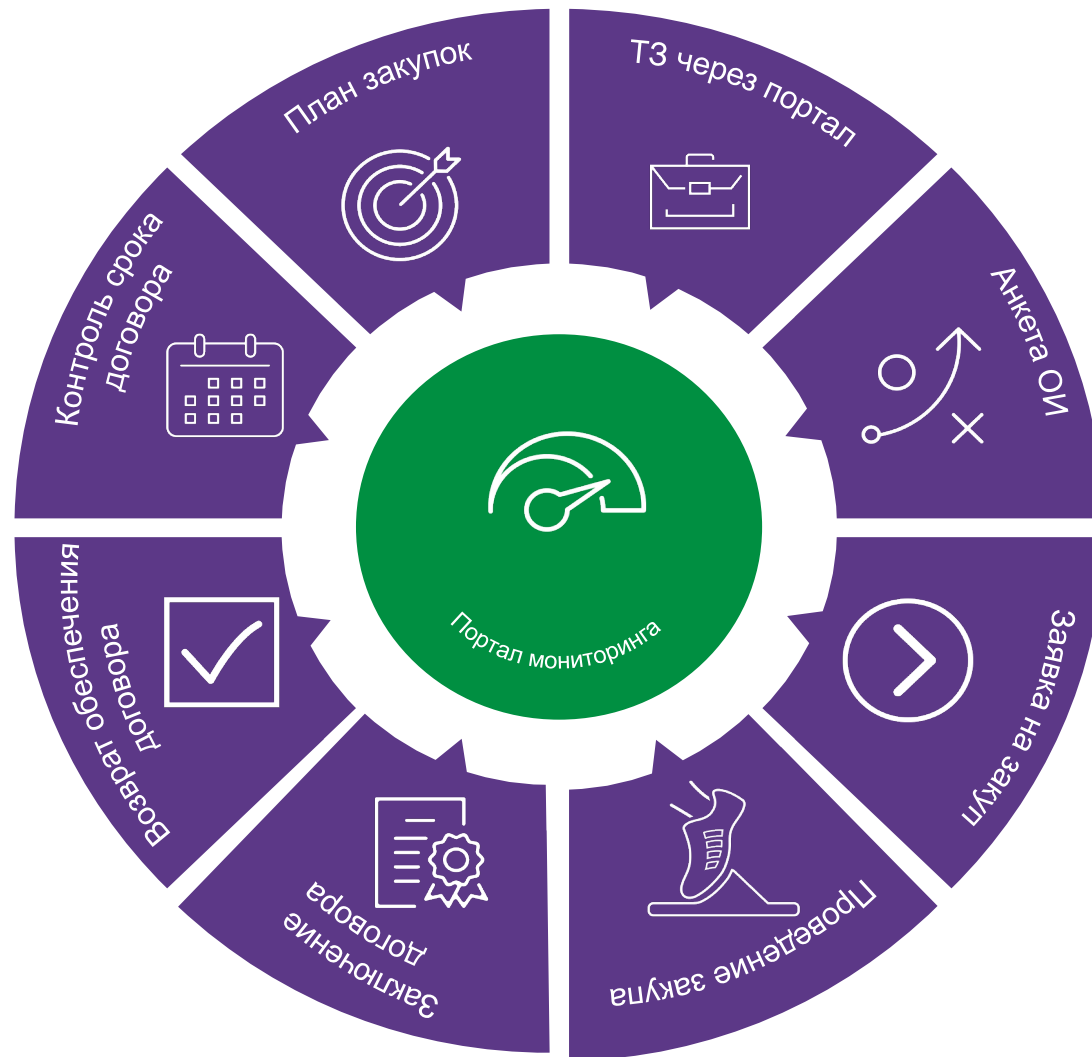 План закупок
ТЗ через портал
Анкета ОИ
Заявка на закуп
Проведение закупа
Заключение
договора
Возврат обеспечения
договора
Контроль срока
договора
Портал мониторинга